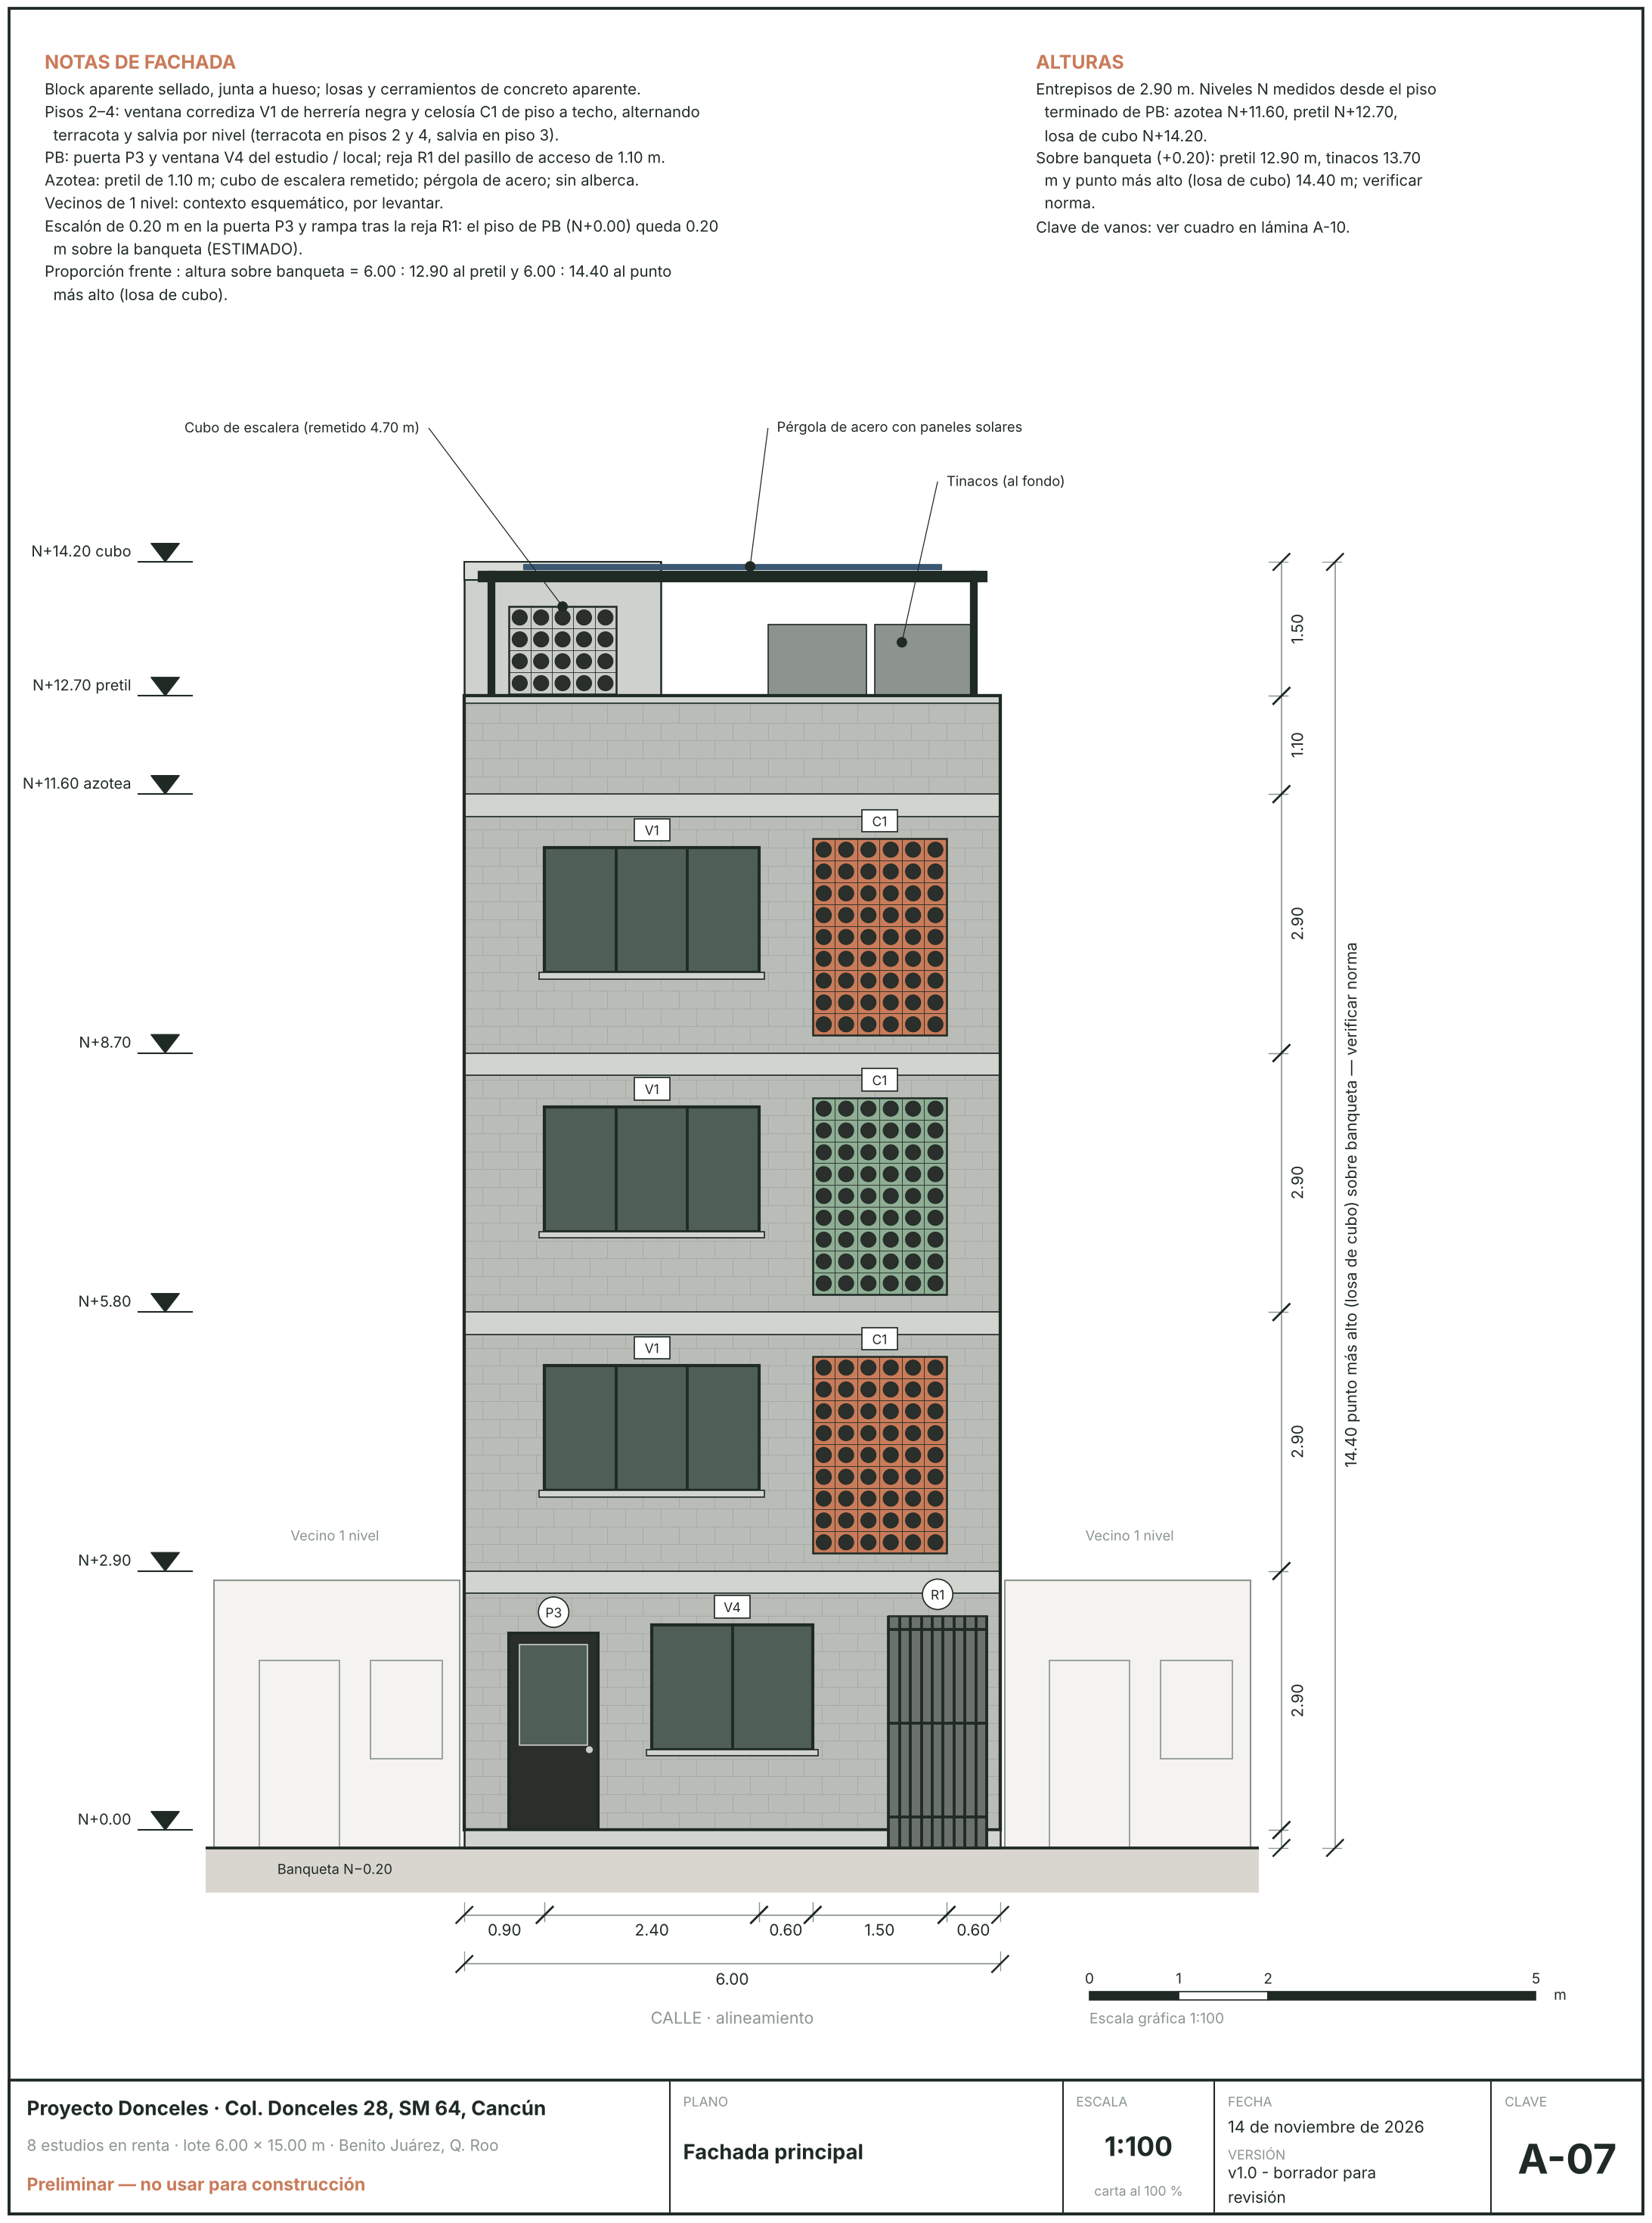 NOTAS DE FACHADA
Block aparente sellado, junta a hueso; losas y cerramientos de concreto aparente.
Pisos 2–4: ventana corrediza V1 de herrería negra y celosía C1 de piso a techo, alternando
terracota y salvia por nivel (terracota en pisos 2 y 4, salvia en piso 3).
PB: puerta P3 y ventana V4 del estudio / local; reja R1 del pasillo de acceso de 1.10 m.
Azotea: pretil de 1.10 m; cubo de escalera remetido; pérgola de acero; sin alberca.
Vecinos de 1 nivel: contexto esquemático, por levantar.
Escalón de 0.20 m en la puerta P3 y rampa tras la reja R1: el piso de PB (N+0.00) queda 0.20
m sobre la banqueta (ESTIMADO).
Proporción frente : altura sobre banqueta = 6.00 : 12.90 al pretil y 6.00 : 14.40 al punto
más alto (losa de cubo).
ALTURAS
Entrepisos de 2.90 m. Niveles N medidos desde el piso
terminado de PB: azotea N+11.60, pretil N+12.70,
losa de cubo N+14.20.
Sobre banqueta (+0.20): pretil 12.90 m, tinacos 13.70
m y punto más alto (losa de cubo) 14.40 m; verificar
norma.
Clave de vanos: ver cuadro en lámina A-10.
Cubo de escalera (remetido 4.70 m)
Pérgola de acero con paneles solares
Tinacos (al fondo)
N+14.20 cubo
1.50
N+12.70 pretil
1.10
N+11.60 azotea
V1
C1
2.90
N+8.70
V1
C1
2.90
14.40 punto más alto (losa de cubo) sobre banqueta — verificar norma
N+5.80
V1
C1
2.90
Vecino 1 nivel
Vecino 1 nivel
N+2.90
P3
V4
R1
2.90
N+0.00
Banqueta N−0.20
0.90
2.40
0.60
1.50
0.60
6.00
CALLE · alineamiento
0
1
2
5
m
Escala gráfica 1:100
Proyecto Donceles · Col. Donceles 28, SM 64, Cancún
8 estudios en renta · lote 6.00 × 15.00 m · Benito Juárez, Q. Roo
Preliminar — no usar para construcción
PLANO
Fachada principal
ESCALA
1:100
carta al 100 %
FECHA
14 de noviembre de 2026
VERSIÓN
v1.0 - borrador para
revisión
CLAVE
A-07